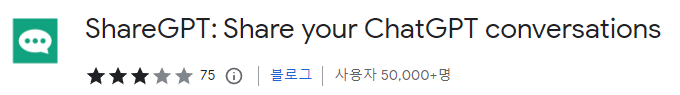 ShareGPT: Share your ChatGPT conversations
75 블로그 사용자 50,000+명